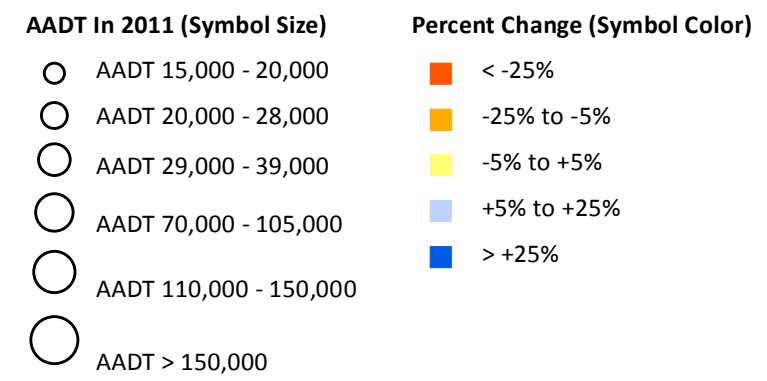 AADT In 2011 (Symbol Size)
AADT 15,000 - 20,000
AADT 20,000 - 28,000
AADT 29,000 - 39,000
AADT 70,000 - 105,000
AADT 110,000 - 150,000
AADT > 150,000
Percent Change (Symbol Color)
< -25%
-25% to -5%
-5% to +5%
+5% to +25%
> +25%